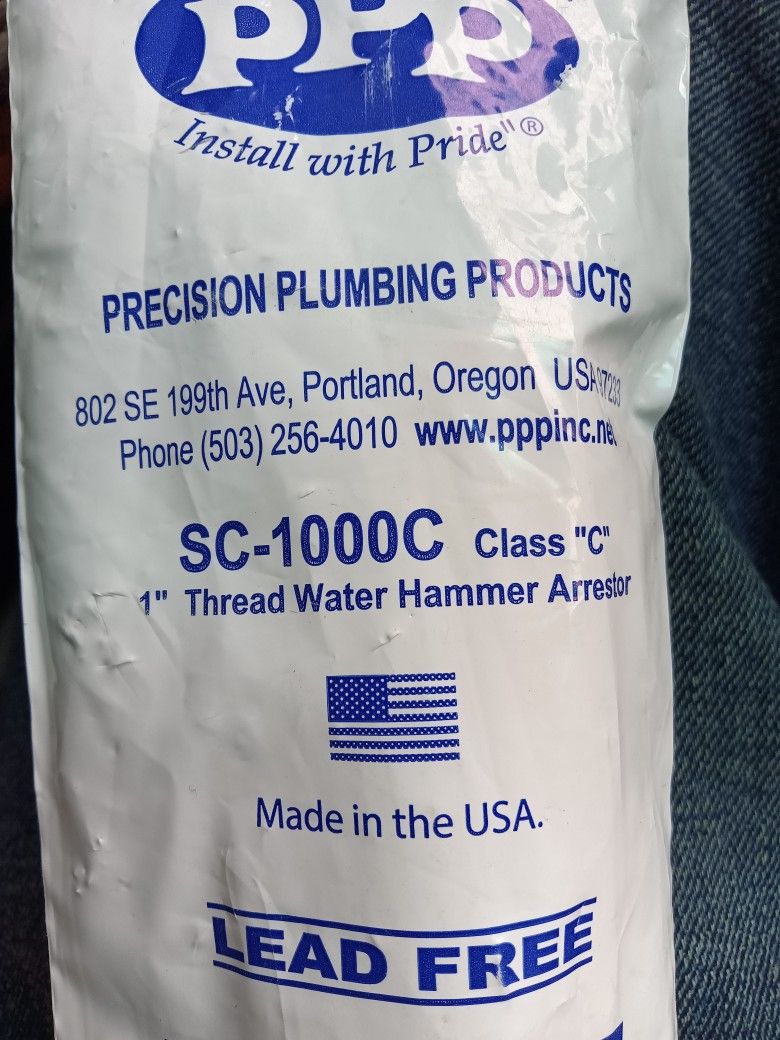 PPP
Install with Pride"®
PRECISION PLUMBING PRODUCTS
802 SE 199th Ave, Portland, Oregon USA 97233
Phone (503) 256-4010 www.pppinc.ne
SC-1000C Class "C"
1" Thread Water Hammer Arrestor
Made in the USA.
LEAD FREE